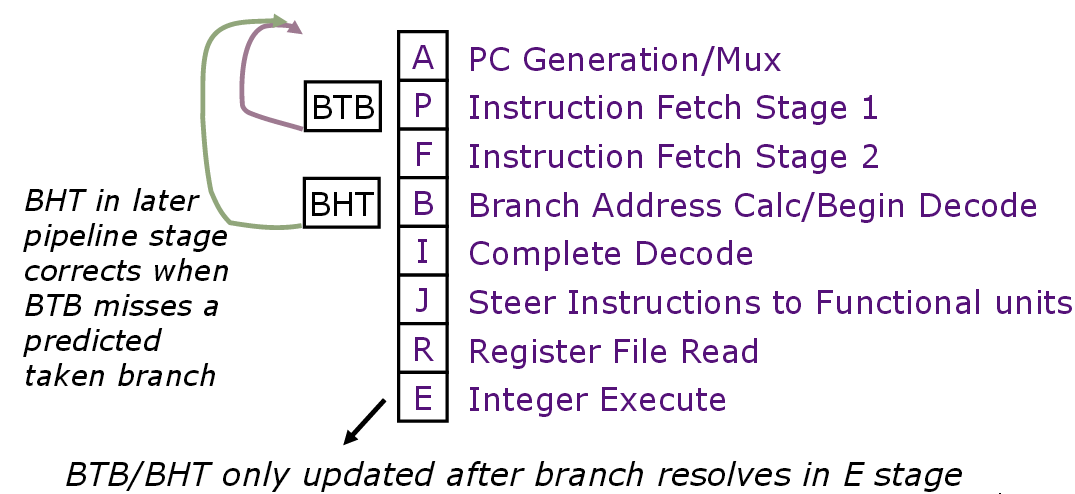 A PC Generation/Mux
BTB P Instruction Fetch Stage 1
F Instruction Fetch Stage 2
BHT B Branch Address Calc/Begin Decode
I Complete Decode
J Steer Instructions to Functional units
R Register File Read
E Integer Execute
BHT in later
pipeline stage
corrects when
BTB misses a
predicted
taken branch
BTB/BHT only updated after branch resolves in E stage